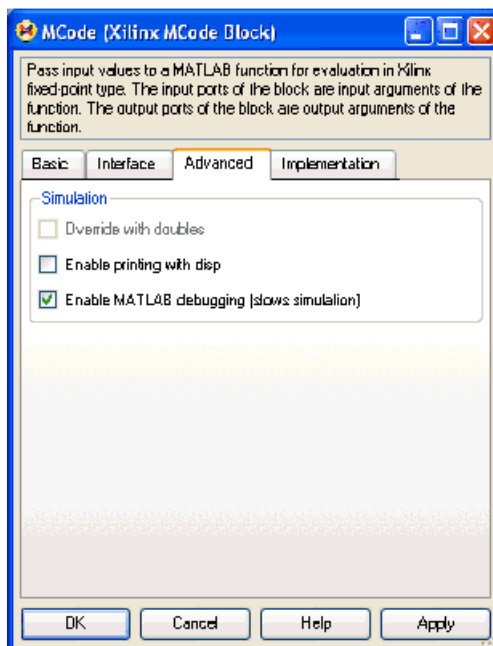 MCode (Xilinx MCode Block)
Pass input values to a MATLAB function for evaluation in Xilinx
fixed-point type. The input ports of the block are input arguments of the
function. The output ports of the block are output arguments of the
function.
Basic Interface Advanced Implementation
Simulation
Override with doubles
Enable printing with disp
Enable MATLAB debugging (slows simulation)
OK Cancel Help Apply